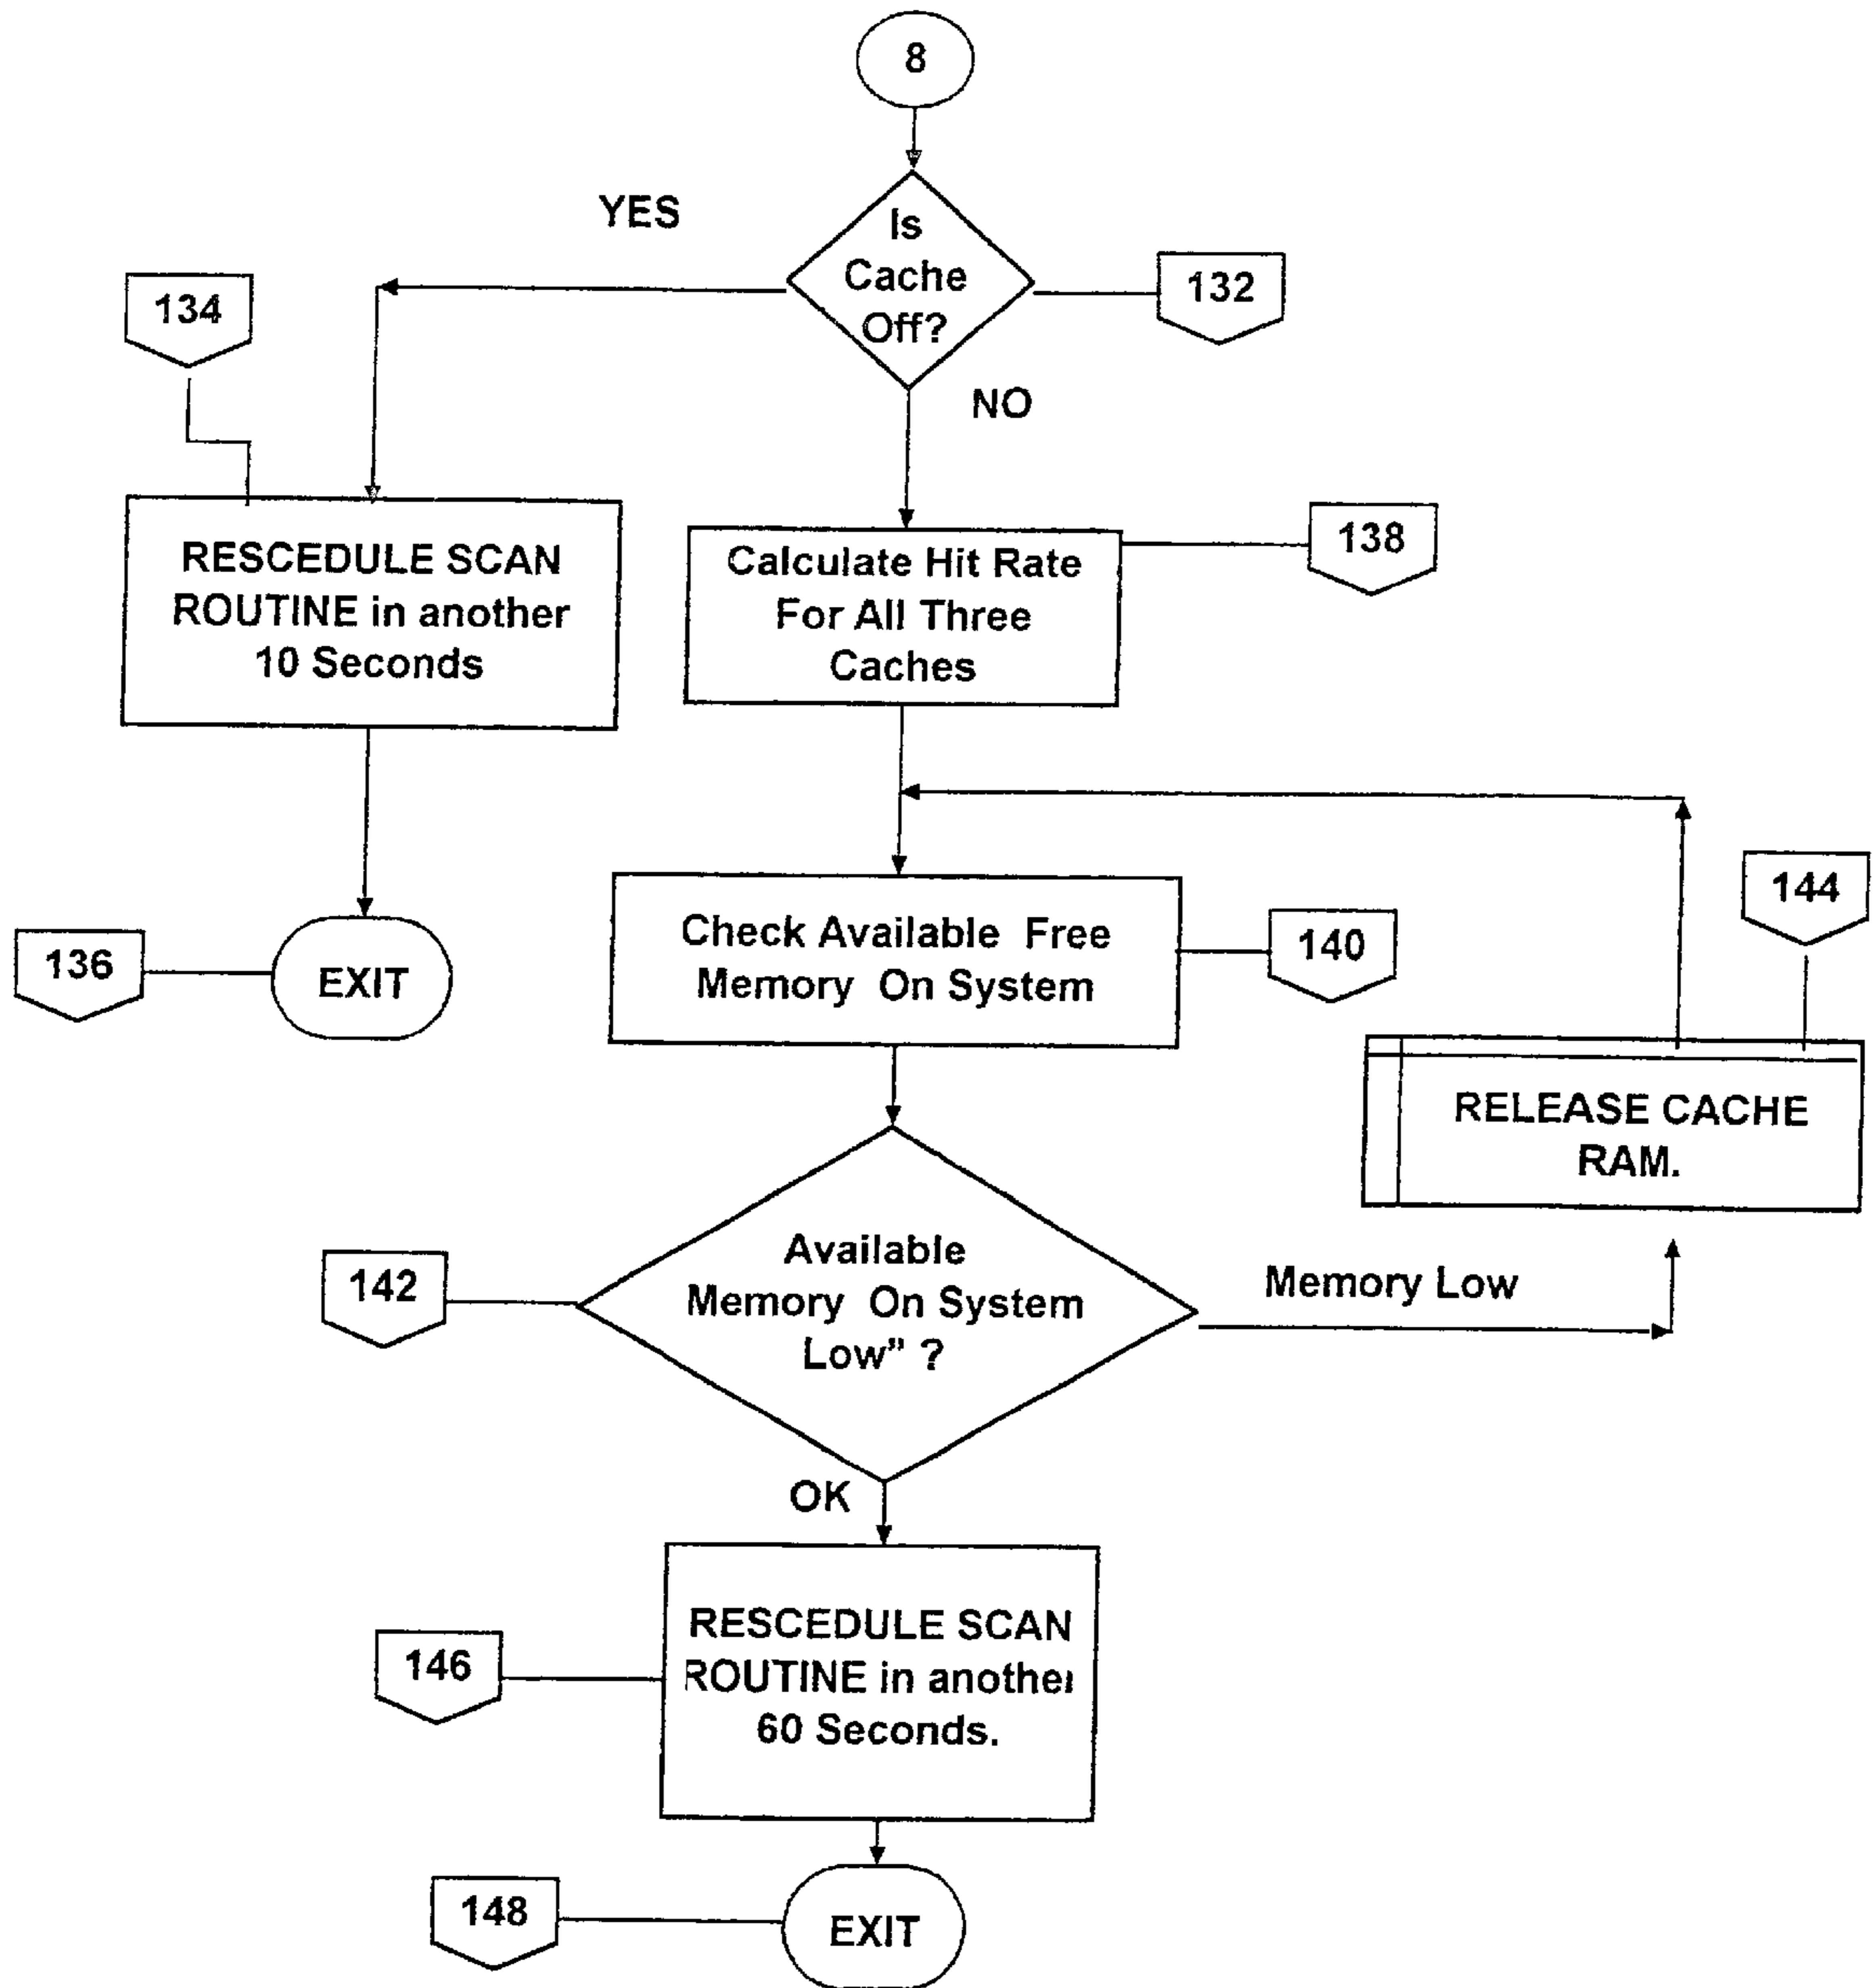 8
YES
Is
Cache
Off?
132
134
NO
RESCEDULE SCAN
ROUTINE in another
10 Seconds
Calculate Hit Rate
For All Three
Caches
138
136
EXIT
Check Available Free
Memory On System
140
144
RELEASE CACHE
RAM.
142
Available
Memory On System
Low" ?
Memory Low
OK
146
RESCEDULE SCAN
ROUTINE in another
60 Seconds.
148
EXIT